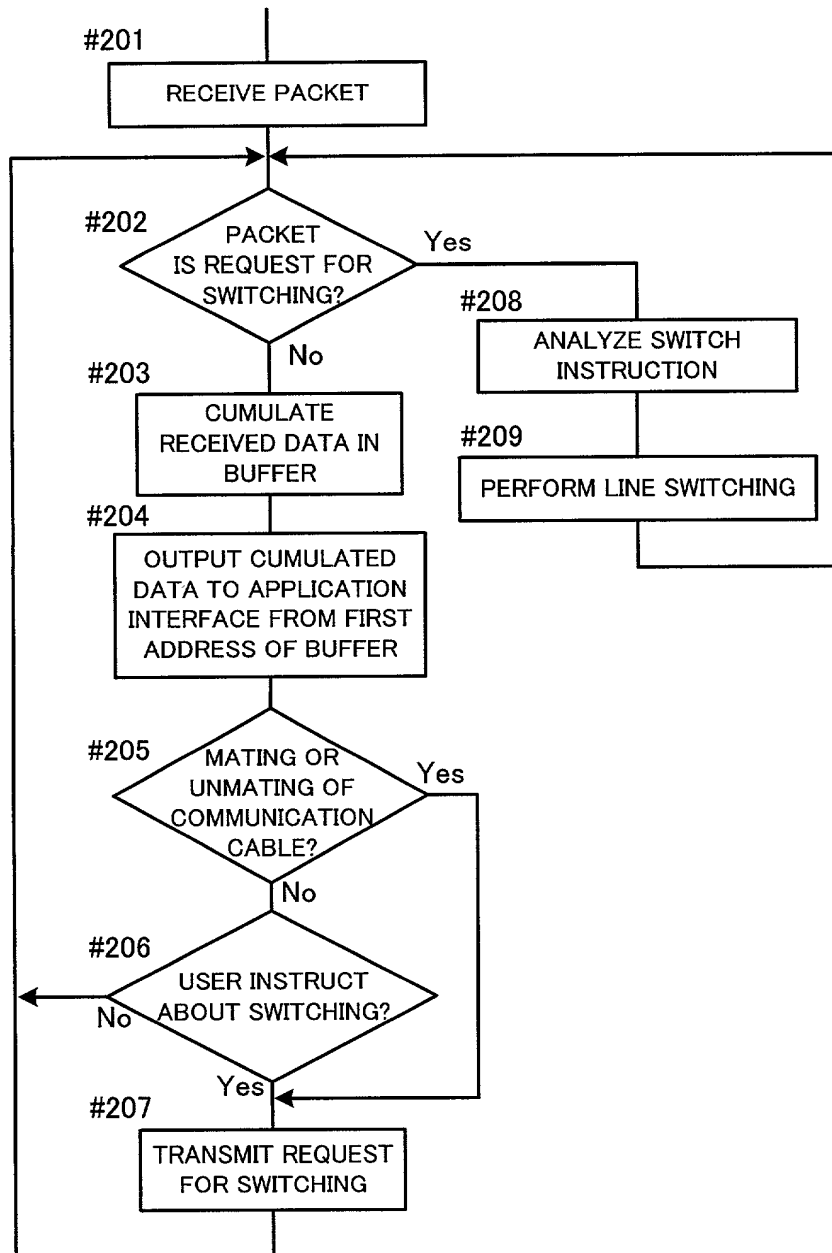 #201
RECEIVE PACKET
#202
PACKET
IS REQUEST FOR
SWITCHING?
Yes
No
#208
ANALYZE SWITCH
INSTRUCTION
#203
CUMULATE
RECEIVED DATA IN
BUFFER
#209
PERFORM LINE SWITCHING
#204
OUTPUT CUMULATED
DATA TO APPLICATION
INTERFACE FROM FIRST
ADDRESS OF BUFFER
#205
MATING OR
UNMATING OF
COMMUNICATION
CABLE?
Yes
No
#206
USER INSTRUCT
ABOUT SWITCHING?
No
Yes
#207
TRANSMIT REQUEST
FOR SWITCHING